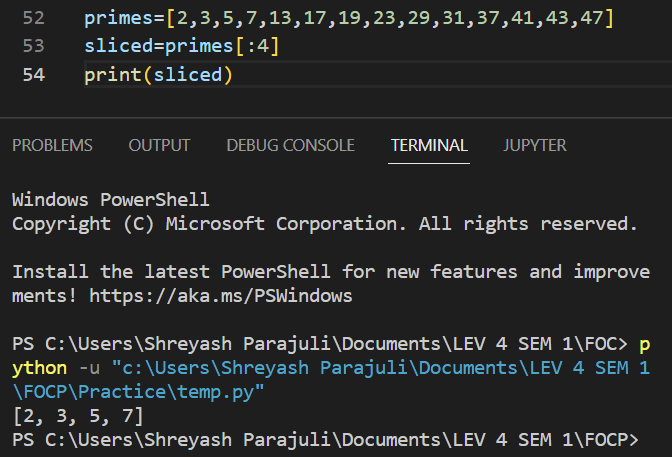 52 primes=[2,3,5,7,13,17,19,23,29,31,37,41,43,47]
53 sliced=primes[:4]
54 print(sliced)
PROBLEMS OUTPUT DEBUG CONSOLE TERMINAL JUPYTER
Windows PowerShell
Copyright (C) Microsoft Corporation. All rights reserved.
Install the latest PowerShell for new features and improve
ments! https://aka.ms/PSWindows
PS C:\Users\Shreyash Parajuli\Documents\LEV 4 SEM 1\FOC> p
ython -u "c:\Users\Shreyash Parajuli\Documents\LEV 4 SEM 1
\FOCP\Practice\temp.py"
[2, 3, 5, 7]
PS C:\Users\Shreyash Parajuli\Documents\LEV 4 SEM 1\FOCP>